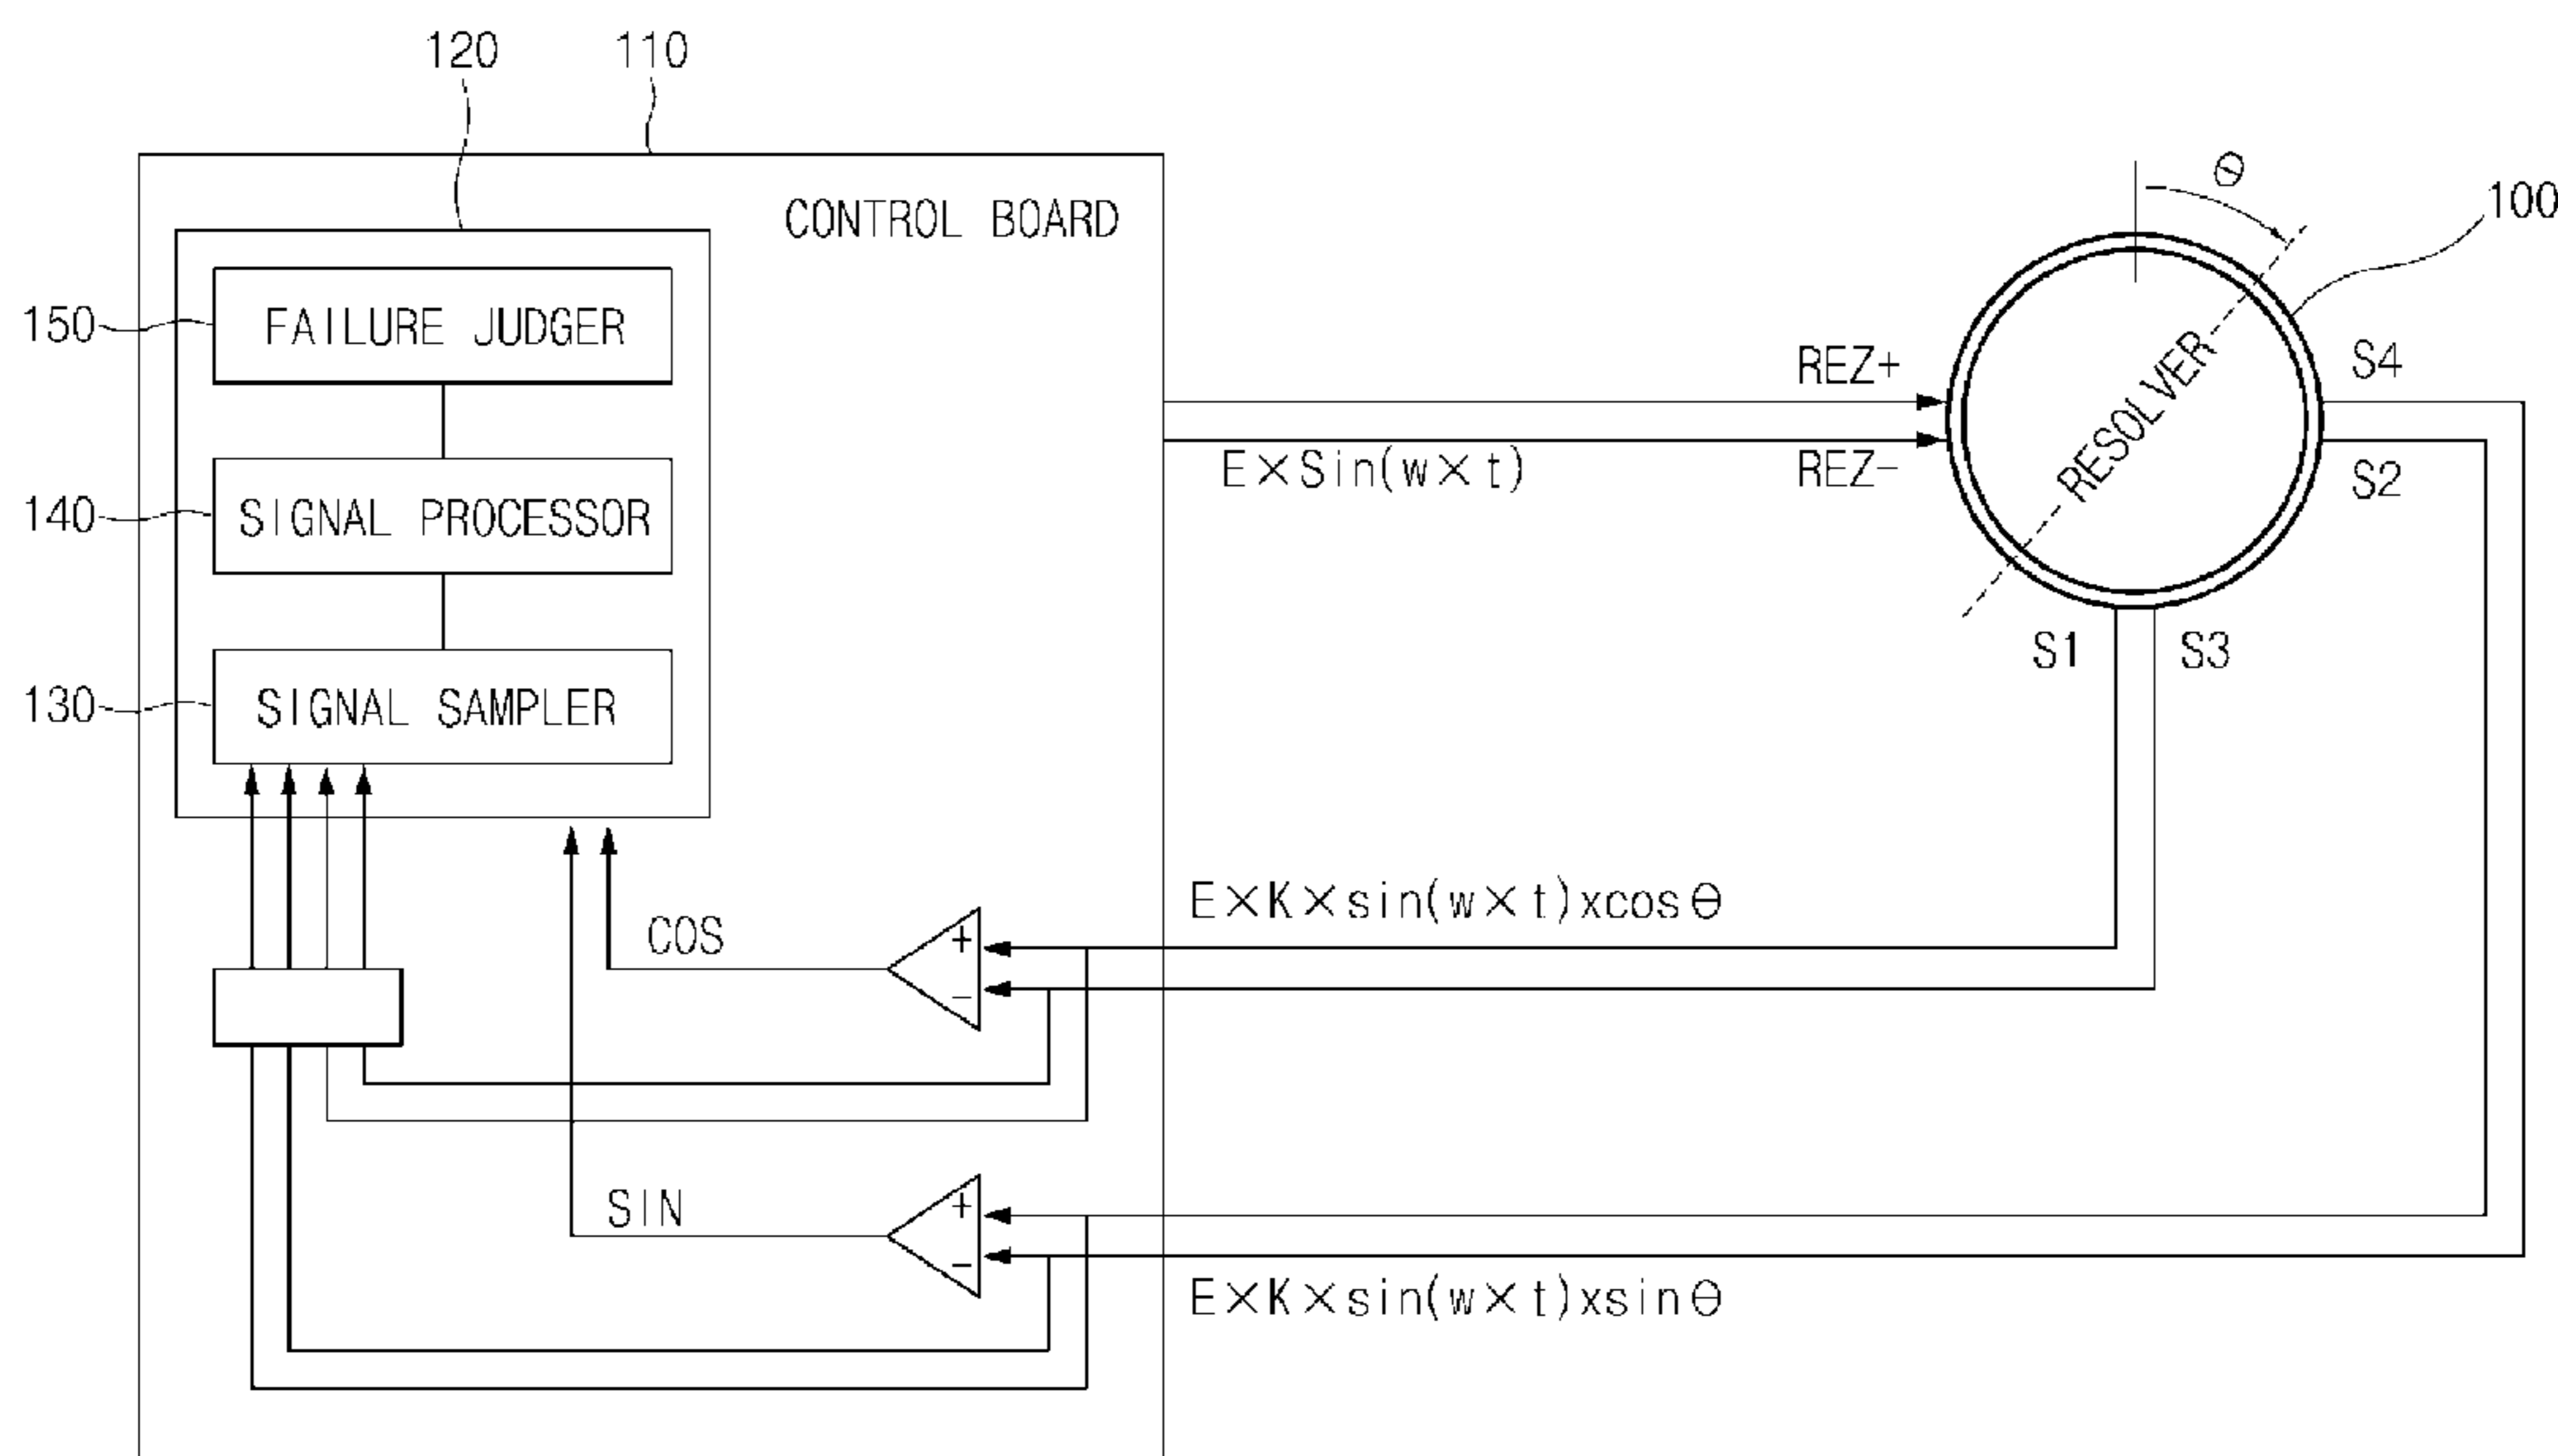 120
110
CONTROL BOARD
θ
100
150
FAILURE JUDGER
REZ+
S4
E×Sin(w×t)
REZ-
RESOLVER
S2
140
SIGNAL PROCESSOR
S1
S3
130
SIGNAL SAMPLER
E×K×sin(w×t)xcosθ
COS
+
−
SIN
+
−
E×K×sin(w×t)xsinθ